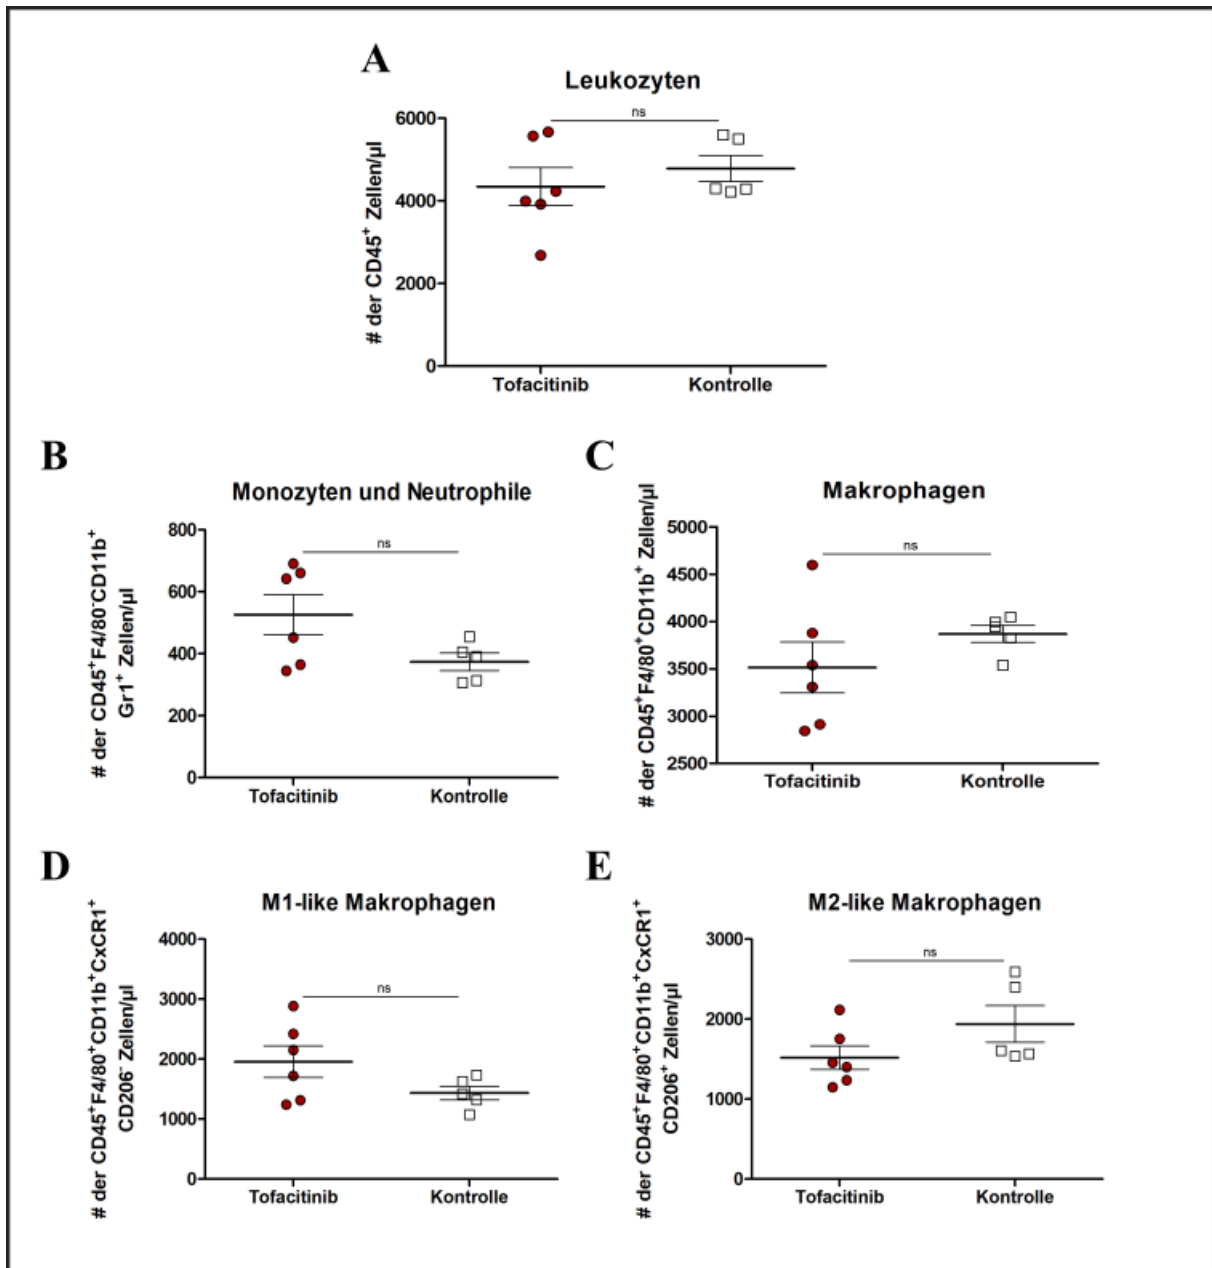 A
Leukozyten
# der CD45⁺ Zellen/µl
6000
4000
2000
0
ns
Tofacitinib
Kontrolle
B
Monozyten und Neutrophile
# der CD45⁺F4/80⁻CD11b⁺
Gr1⁺ Zellen/µl
800
600
400
200
0
ns
Tofacitinib
Kontrolle
C
Makrophagen
# der CD45⁺F4/80⁺CD11b⁺ Zellen/µl
5000
4500
4000
3500
3000
2500
ns
Tofacitinib
Kontrolle
D
M1-like Makrophagen
# der CD45⁺F4/80⁺CD11b⁺CxCR1⁺
CD206⁻ Zellen/µl
4000
3000
2000
1000
0
ns
Tofacitinib
Kontrolle
E
M2-like Makrophagen
# der CD45⁺F4/80⁺CD11b⁺CxCR1⁺
CD206⁺ Zellen/µl
3000
2000
1000
0
ns
Tofacitinib
Kontrolle